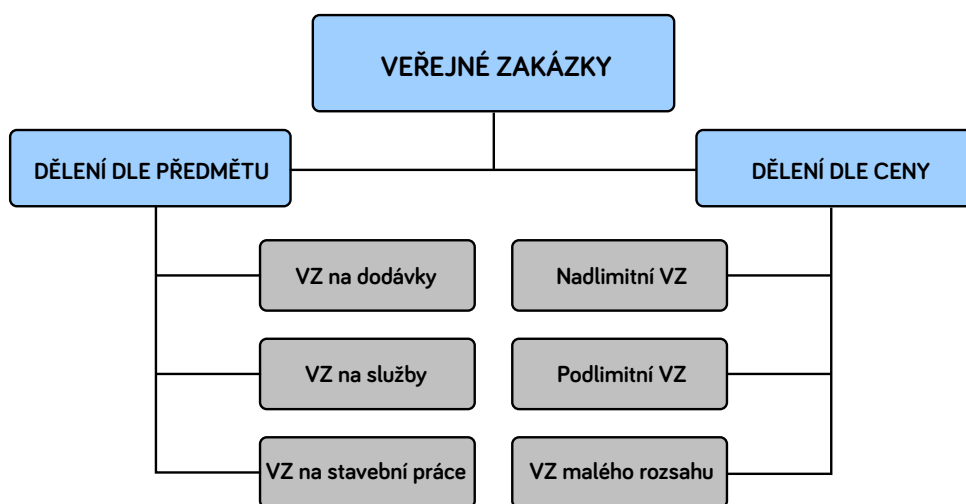 VEŘEJNÉ ZAKÁZKY
DĚLENÍ DLE PŘEDMĚTU
DĚLENÍ DLE CENY
VZ na dodávky
Nadlimitní VZ
VZ na služby
Podlimitní VZ
VZ na stavební práce
VZ malého rozsahu